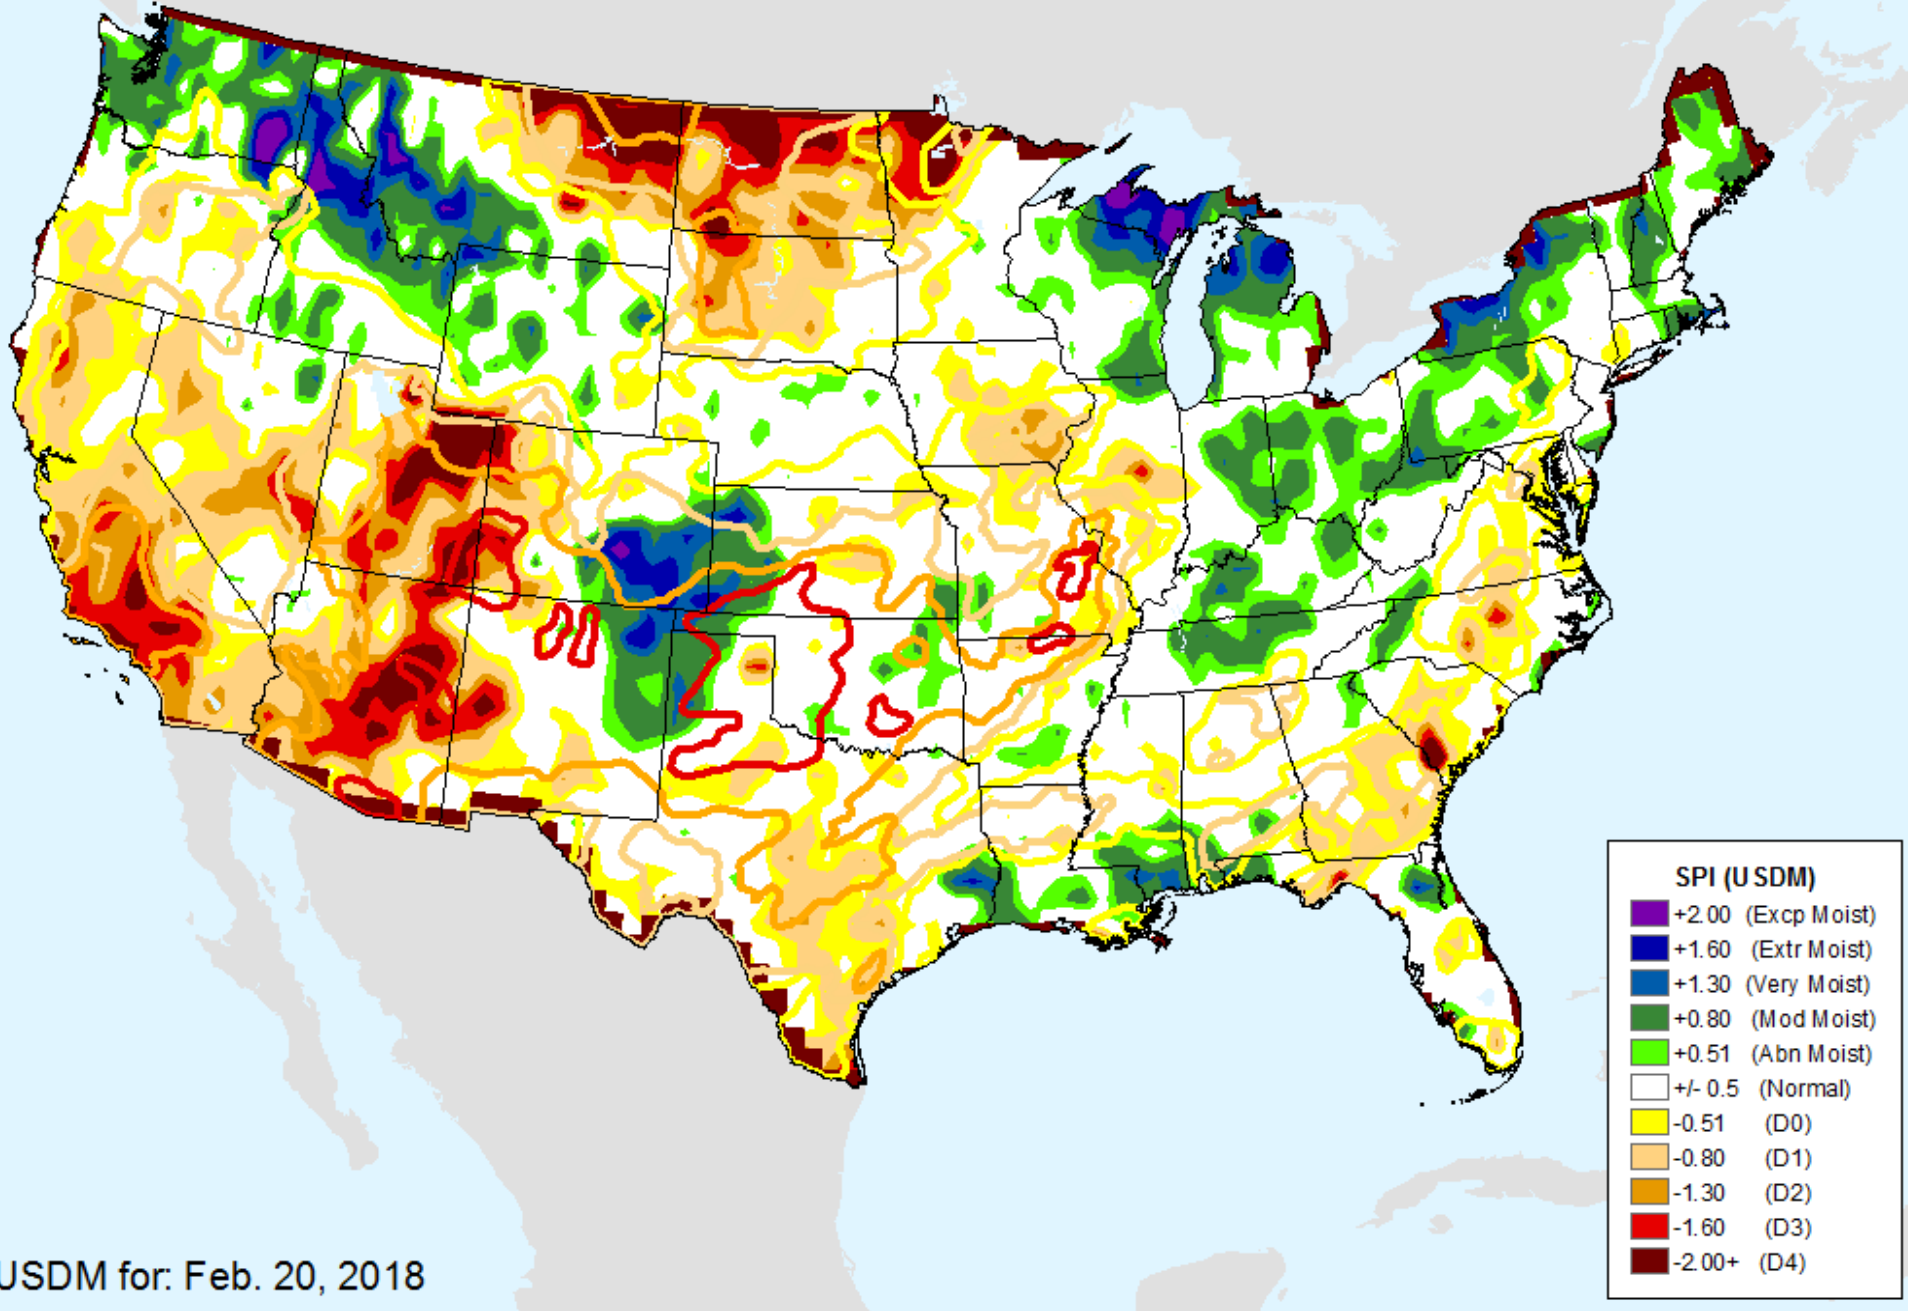 SPI (USDM)
+2.00 (Excp Moist)
+1.60 (Extr Moist)
+1.30 (Very Moist)
+0.80 (Mod Moist)
+0.51 (Abn Moist)
+/- 0.5 (Normal)
-0.51 (D0)
-0.80 (D1)
-1.30 (D2)
-1.60 (D3)
-2.00+ (D4)
USDM for: Feb. 20, 2018